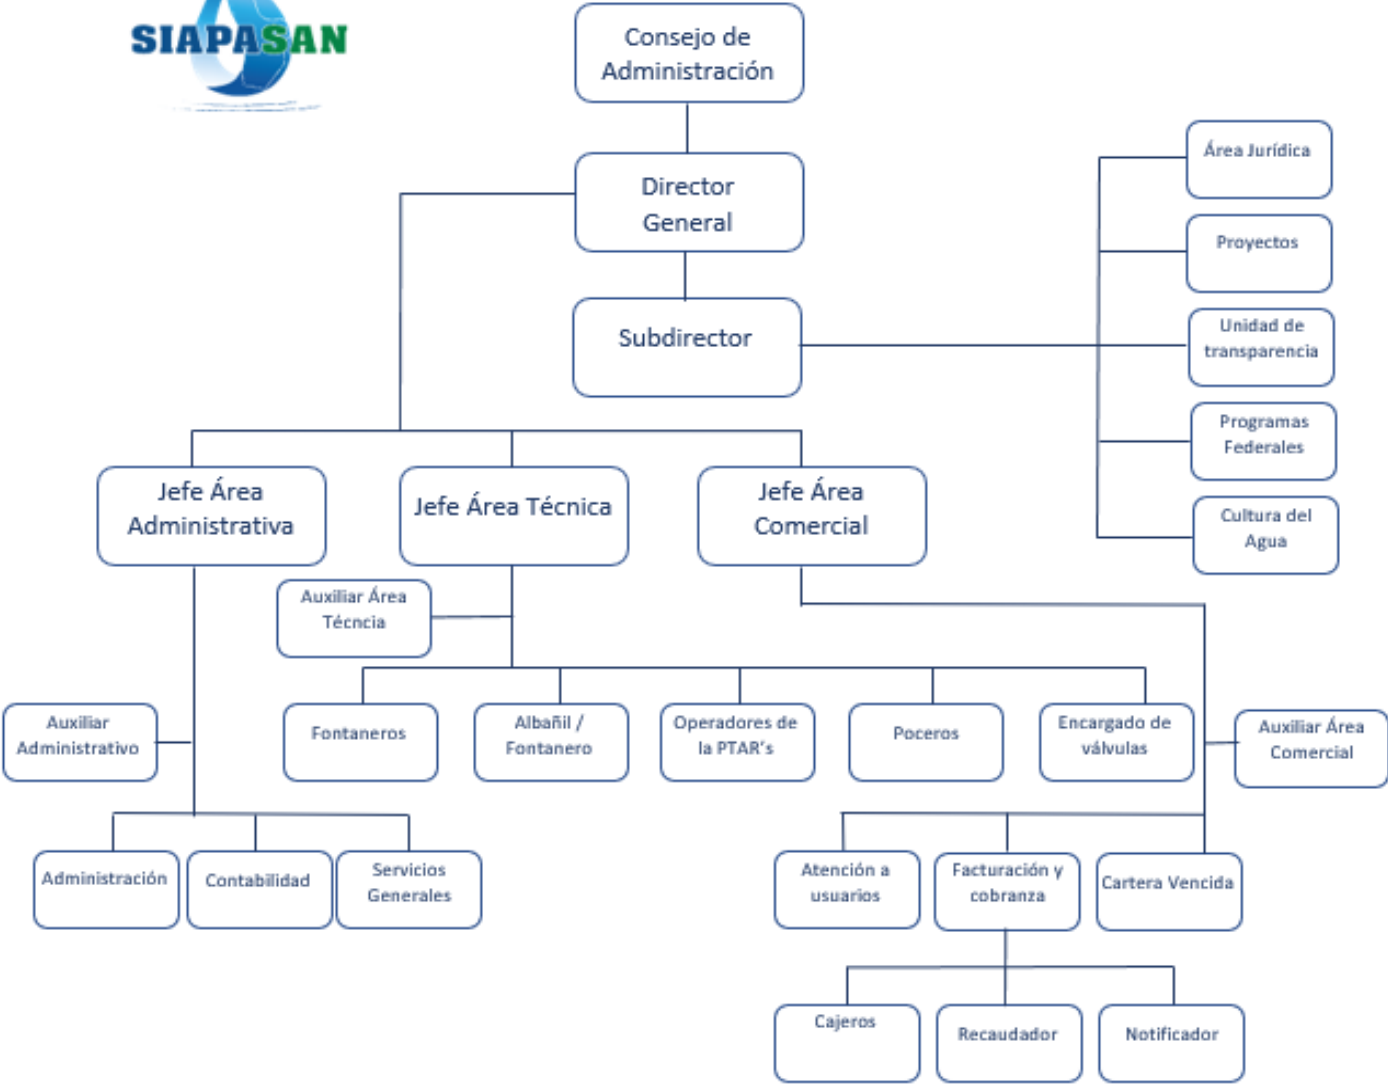 SIAPASAN
Consejo de
Administración
Director
General
Subdirector
Área Jurídica
Proyectos
Unidad de
transparencia
Programas
Federales
Cultura del
Agua
Jefe Área
Administrativa
Jefe Área Técnica
Jefe Área
Comercial
Auxiliar Área
Técncia
Auxiliar
Administrativo
Fontaneros
Albañil /
Fontanero
Operadores de
la PTAR's
Poceros
Encargado de
válvulas
Auxiliar Área
Comercial
Administración
Contabilidad
Servicios
Generales
Atención a
usuarios
Facturación y
cobranza
Cartera Vencida
Cajeros
Recaudador
Notificador